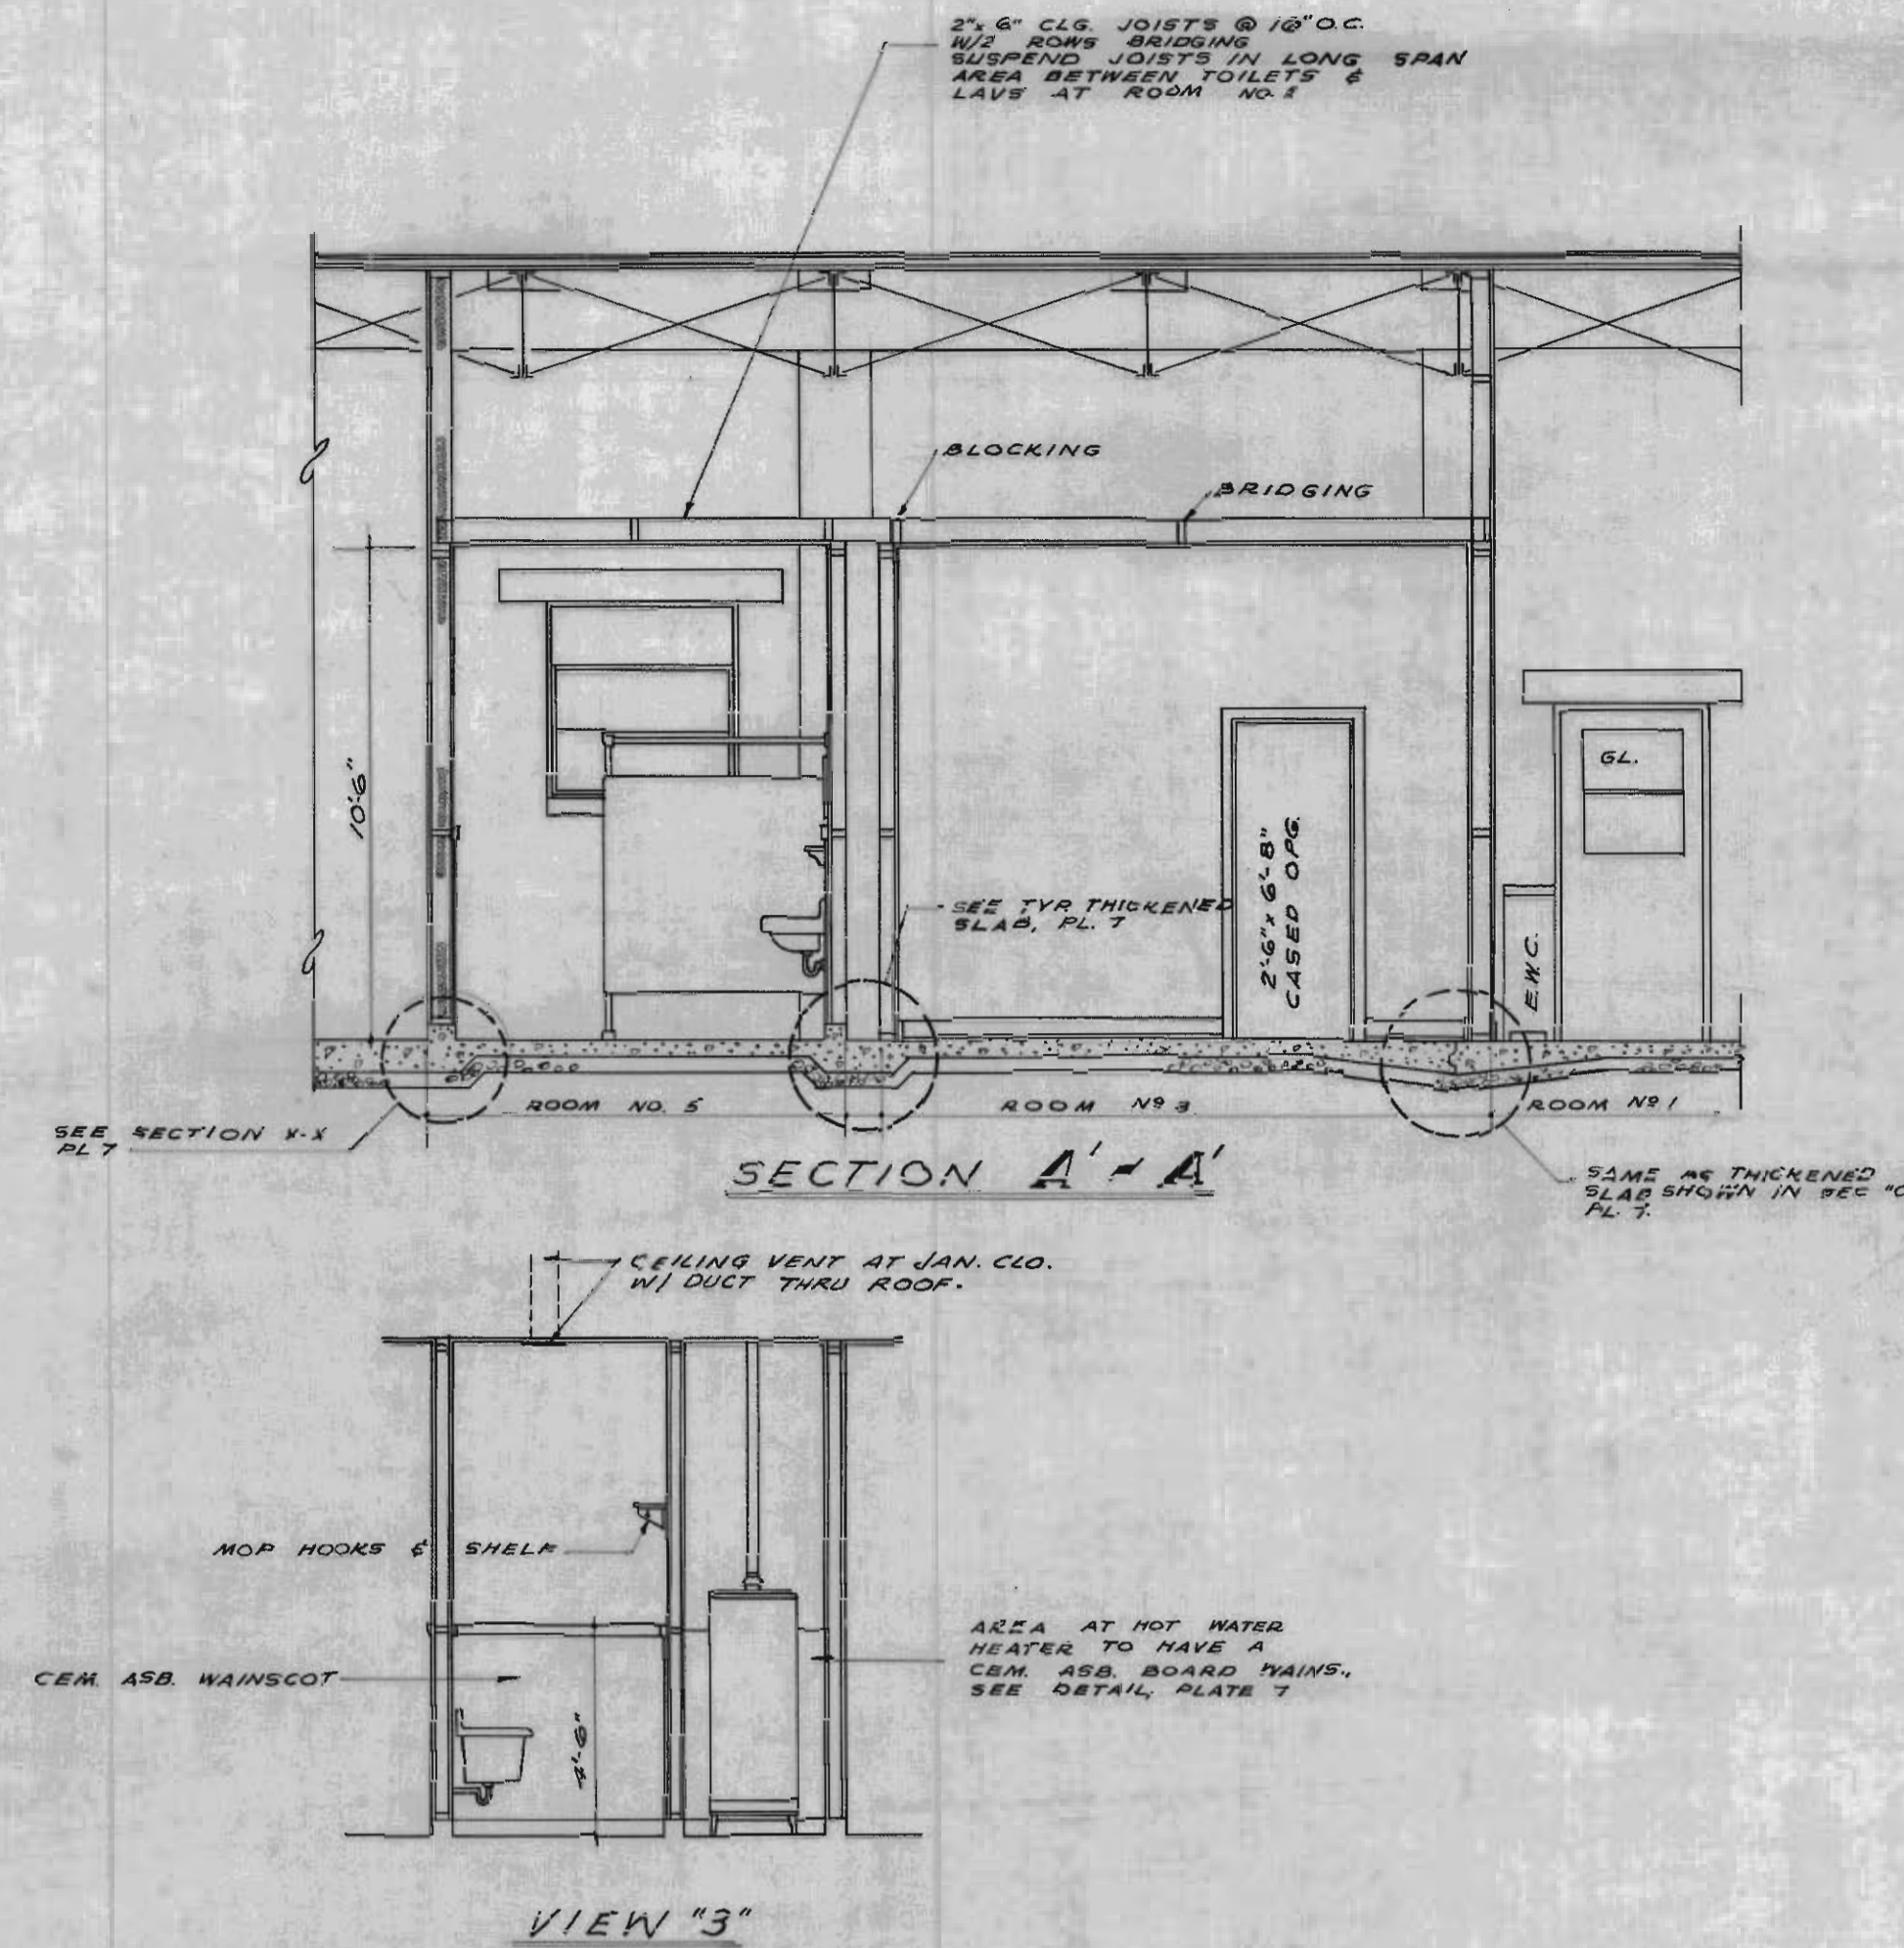 2"x 6" CLG. JOISTS @ 16" O.C.
W/2 ROWS BRIDGING
SUSPEND JOISTS IN LONG SPAN
AREA BETWEEN TOILETS &
LAVS AT ROOM NO.
BLOCKING
BRIDGING
10'-6"
GL.
SEE TYP. THICKENED
SLAB, PL. 7
2'-6" x 6'-8"
CASED OPG.
E.W.C.
ROOM NO. 5
ROOM Nº 3
ROOM Nº 1
SEE SECTION X-X
PL 7
SECTION A' - A'
SAME AS THICKENED
SLAB SHOWN IN SEC "C
PL. 7.
CEILING VENT AT JAN. CLO.
W/ DUCT THRU ROOF.
MOP HOOKS & SHELF
CEM. ASB. WAINSCOT
4'-6"
AREA AT HOT WATER
HEATER TO HAVE A
CEM. ASB. BOARD WAINS.,
SEE DETAIL, PLATE 7
VIEW "3"